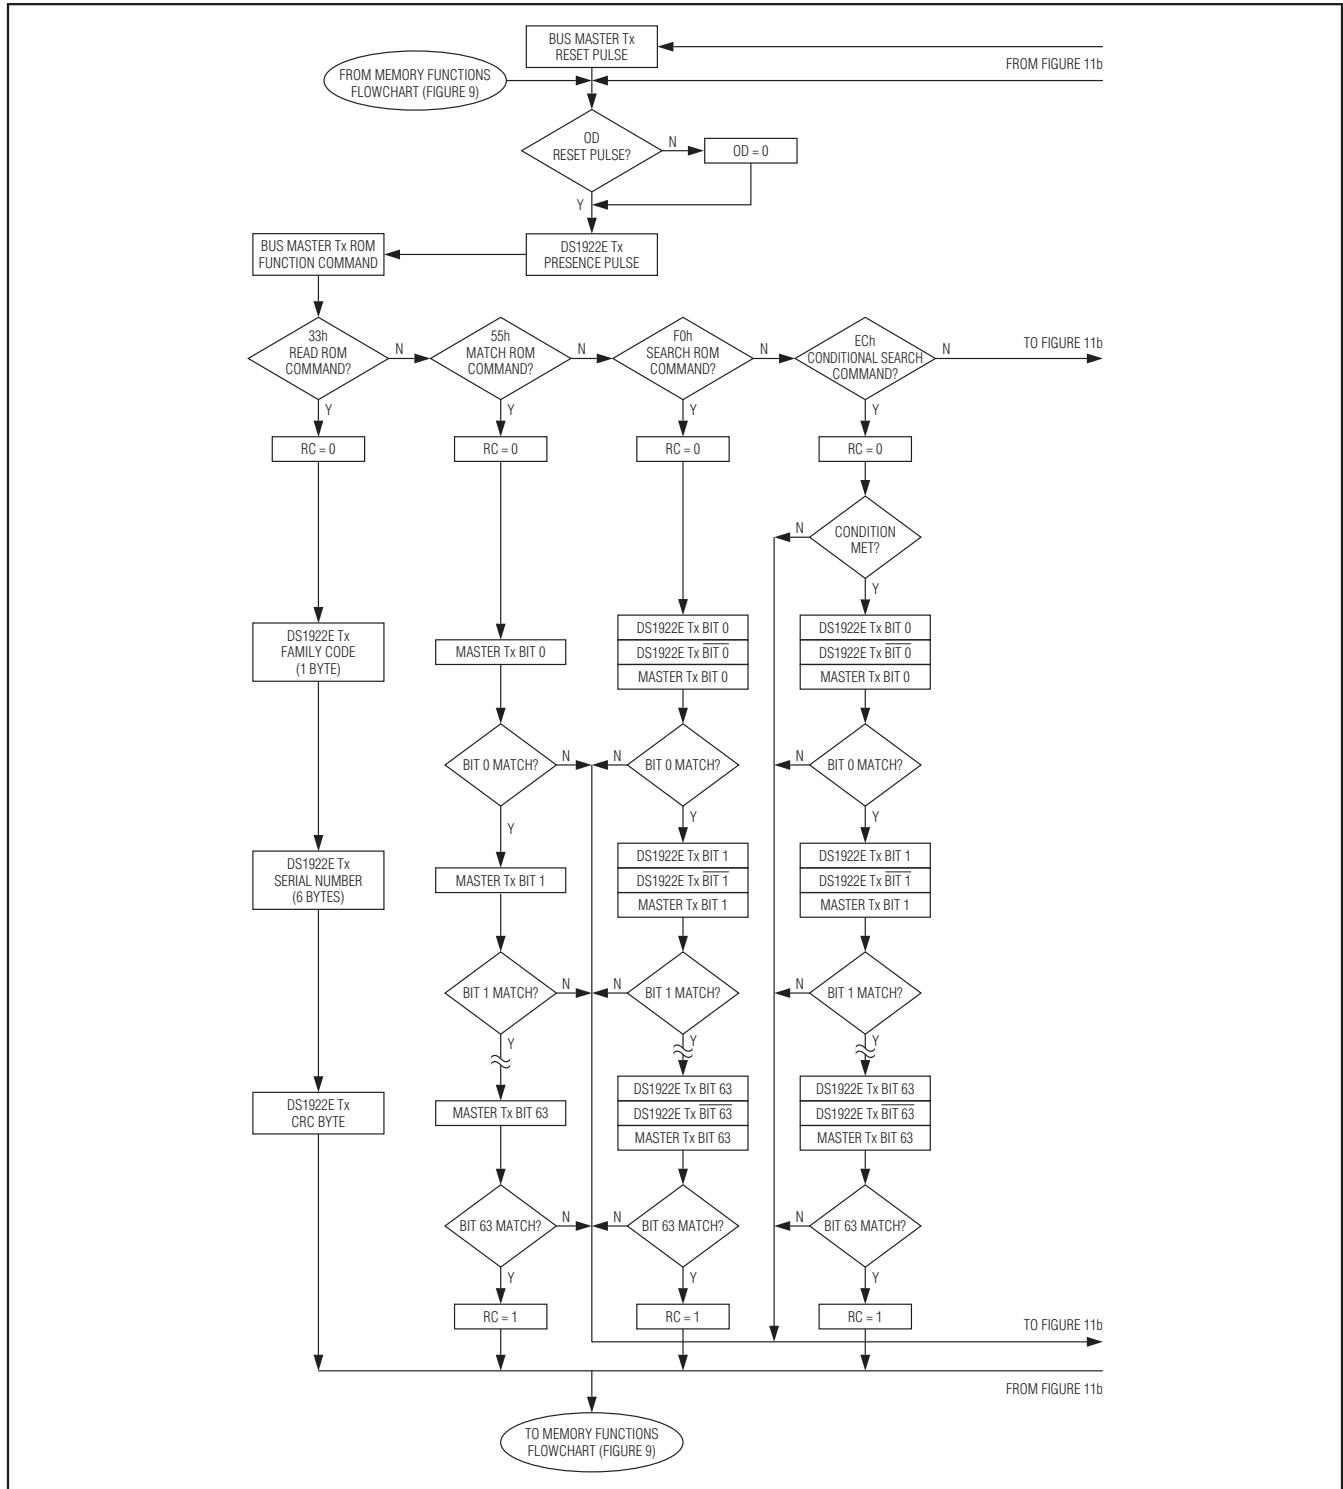 BUS MASTER Tx
RESET PULSE
FROM FIGURE 11b
FROM MEMORY FUNCTIONS
FLOWCHART (FIGURE 9)
OD
RESET PULSE?
N
OD = 0
Y
BUS MASTER Tx ROM
FUNCTION COMMAND
DS1922E Tx
PRESENCE PULSE
33h
READ ROM
COMMAND?
N
55h
MATCH ROM
COMMAND?
N
F0h
SEARCH ROM
COMMAND?
N
ECh
CONDITIONAL SEARCH
COMMAND?
N
TO FIGURE 11b
Y
Y
Y
Y
RC = 0
RC = 0
RC = 0
RC = 0
N
CONDITION
MET?
Y
DS1922E Tx
FAMILY CODE
(1 BYTE)
MASTER Tx BIT 0
DS1922E Tx BIT 0
DS1922E Tx B̅I̅T̅ ̅0̅
MASTER Tx BIT 0
DS1922E Tx BIT 0
DS1922E Tx B̅I̅T̅ ̅0̅
MASTER Tx BIT 0
BIT 0 MATCH?
N
N
BIT 0 MATCH?
N
BIT 0 MATCH?
Y
Y
Y
DS1922E Tx
SERIAL NUMBER
(6 BYTES)
MASTER Tx BIT 1
DS1922E Tx BIT 1
DS1922E Tx B̅I̅T̅ ̅1̅
MASTER Tx BIT 1
DS1922E Tx BIT 1
DS1922E Tx B̅I̅T̅ ̅1̅
MASTER Tx BIT 1
BIT 1 MATCH?
N
N
BIT 1 MATCH?
N
BIT 1 MATCH?
Y
Y
Y
DS1922E Tx
CRC BYTE
MASTER Tx BIT 63
DS1922E Tx BIT 63
DS1922E Tx B̅I̅T̅ ̅6̅3̅
MASTER Tx BIT 63
DS1922E Tx BIT 63
DS1922E Tx B̅I̅T̅ ̅6̅3̅
MASTER Tx BIT 63
BIT 63 MATCH?
N
N
BIT 63 MATCH?
N
BIT 63 MATCH?
Y
Y
Y
RC = 1
RC = 1
RC = 1
TO FIGURE 11b
FROM FIGURE 11b
TO MEMORY FUNCTIONS
FLOWCHART (FIGURE 9)